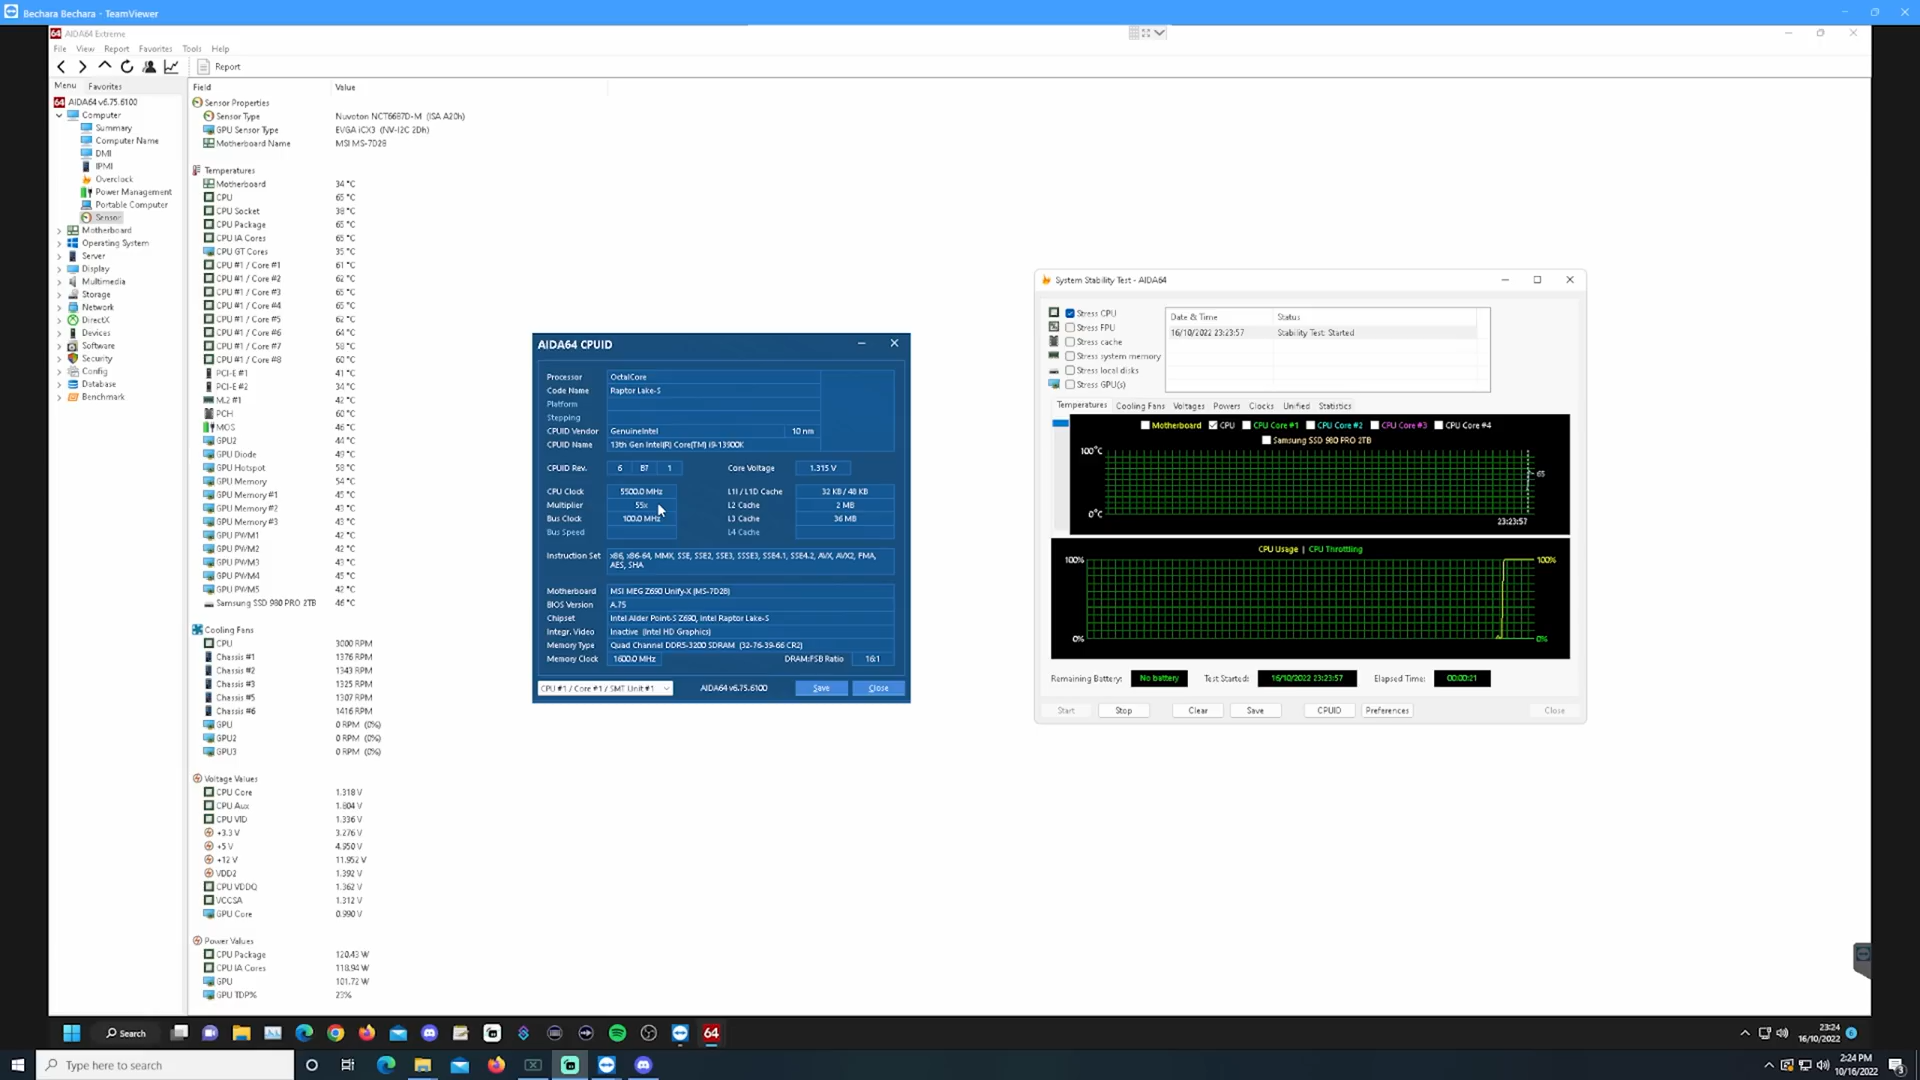 Bechara Bechara - TeamViewer
AIDA64 Extreme
File View Report Favorites Tools Help
Report
Menu Favorites
AIDA64 v6.75.6100
Computer
Summary
Computer Name
DMI
IPMI
Overclock
Power Management
Portable Computer
Sensor
Motherboard
Operating System
Server
Display
Multimedia
Storage
Network
DirectX
Devices
Software
Security
Config
Database
Benchmark
Field Value
Sensor Properties
Sensor Type Nuvoton NCT6687D-M (ISA A20h)
GPU Sensor Type EVGA iCX3 (NV-I2C 2Dh)
Motherboard Name MSI MS-7D28
Temperatures
Motherboard 34 °C
CPU 65 °C
CPU Socket 38 °C
CPU Package 65 °C
CPU IA Cores 65 °C
CPU GT Cores 35 °C
CPU #1 / Core #1 61 °C
CPU #1 / Core #2 62 °C
CPU #1 / Core #3 65 °C
CPU #1 / Core #4 65 °C
CPU #1 / Core #5 62 °C
CPU #1 / Core #6 64 °C
CPU #1 / Core #7 58 °C
CPU #1 / Core #8 60 °C
PCI-E #1 41 °C
PCI-E #2 34 °C
M.2 #1 42 °C
PCH 60 °C
MOS 46 °C
GPU2 44 °C
GPU Diode 49 °C
GPU Hotspot 58 °C
GPU Memory 54 °C
GPU Memory #1 45 °C
GPU Memory #2 43 °C
GPU Memory #3 42 °C
GPU PWM1 42 °C
GPU PWM2 42 °C
GPU PWM3 43 °C
GPU PWM4 45 °C
GPU PWM5 42 °C
Samsung SSD 980 PRO 2TB 46 °C
Cooling Fans
CPU 3000 RPM
Chassis #1 1376 RPM
Chassis #2 1343 RPM
Chassis #3 1325 RPM
Chassis #5 1307 RPM
Chassis #6 1416 RPM
GPU 0 RPM (0%)
GPU2 0 RPM (0%)
GPU3 0 RPM (0%)
Voltage Values
CPU Core 1.318 V
CPU Aux 1.804 V
CPU VID 1.336 V
+3.3 V 3.276 V
+5 V 4.950 V
+12 V 11.952 V
VDD2 1.392 V
CPU VDDQ 1.362 V
VCCSA 1.312 V
GPU Core 0.990 V
Power Values
CPU Package 120.43 W
CPU IA Cores 118.94 W
GPU 101.72 W
GPU TDP% 23%
AIDA64 CPUID
Processor OctalCore
Code Name Raptor Lake-S
Platform
Stepping
CPUID Vendor GenuineIntel 10 nm
CPUID Name 13th Gen Intel(R) Core(TM) i9-13900K
CPUID Rev. 6 B7 1 Core Voltage 1.315 V
CPU Clock 5500.0 MHz L1I / L1D Cache 32 KB / 48 KB
Multiplier 55x L2 Cache 2 MB
Bus Clock 100.0 MHz L3 Cache 36 MB
Bus Speed L4 Cache
Instruction Set x86, x86-64, MMX, SSE, SSE2, SSE3, SSSE3, SSE4.1, SSE4.2, AVX, AVX2, FMA,
AES, SHA
Motherboard MSI MEG Z690 Unify-X (MS-7D28)
BIOS Version A.75
Chipset Intel Alder Point-S Z690, Intel Raptor Lake-S
Integr. Video Inactive (Intel HD Graphics)
Memory Type Quad Channel DDR5-3200 SDRAM (32-76-39-66 CR2)
Memory Clock 1600.0 MHz DRAM:FSB Ratio 16:1
CPU #1 / Core #1 / SMT Unit #1 AIDA64 v6.75.6100 Save Close
System Stability Test - AIDA64
Stress CPU
Stress FPU
Stress cache
Stress system memory
Stress local disks
Stress GPU(s)
Date & Time Status
16/10/2022 23:23:57 Stability Test: Started
Temperatures Cooling Fans Voltages Powers Clocks Unified Statistics
Motherboard CPU CPU Core #1 CPU Core #2 CPU Core #3 CPU Core #4
Samsung SSD 980 PRO 2TB
100°C
65
0°C
23:23:57
CPU Usage | CPU Throttling
100% 100%
0% 0%
Remaining Battery: No battery Test Started: 16/10/2022 23:23:57 Elapsed Time: 00:00:21
Start Stop Clear Save CPUID Preferences Close
Search
64
23:24
16/10/2022
6
Type here to search
2:24 PM
10/16/2022
3